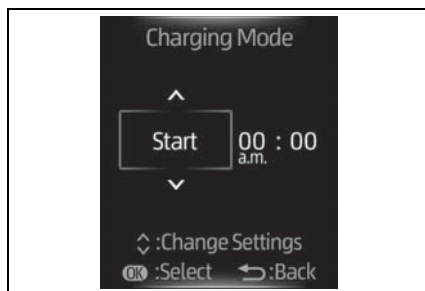 Charging Mode
Start 00 : 00
a.m.
:Change Settings
OK :Select :Back